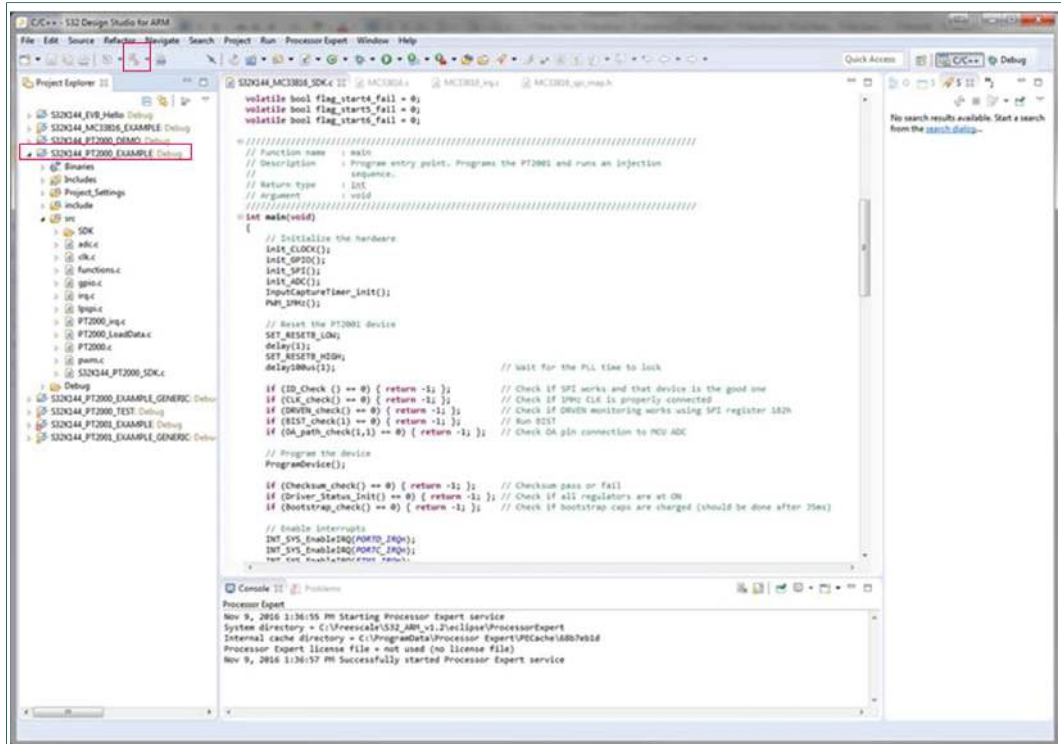 C/C++ - S32 Design Studio for ARM
File Edit Source Refactor Navigate Search Project Run Processor Expert Window Help
Quick Access
C/C++
Debug
Project Explorer
S32K144_EVB_Hello: Debug
S32K144_MC33816_EXAMPLE: Debug
S32K144_PT2000_DEMO: Debug
S32K144_PT2000_EXAMPLE: Debug
Binaries
Includes
Project_Settings
include
src
SDK
adc.c
clk.c
functions.c
gpio.c
irq.c
lpspi.c
PT2000_irq.c
PT2000_LoadData.c
PT2000.c
pwm.c
S32K144_PT2000_SDK.c
Debug
S32K144_PT2000_EXAMPLE_GENERIC: Debu
S32K144_PT2000_TEST: Debug
S32K144_PT2001_EXAMPLE: Debug
S32K144_PT2001_EXAMPLE_GENERIC: Debu
S32K144_MC33816_SDK.c
MC33816.c
MC33816_irq.c
volatile bool flag_start4_fail = 0;
volatile bool flag_start5_fail = 0;
volatile bool flag_start6_fail = 0;
// Function name : main
// Description : Program entry point. Programs the PT2001 and runs an injection
// sequence.
// Return type : int
// Argument : void
int main(void)
{
// Initialize the hardware
init_CLOCK();
init_GPIO();
init_SPI();
init_ADC();
InputCaptureTimer_init();
PWM_1MHz();
// Reset the PT2001 device
SET_RESETB_LOW;
delay(1);
SET_RESETB_HIGH;
delay100us(1); // Wait for the PLL time to lock
if (ID_Check () == 0) { return -1; }; // Check if SPI works and that device is the good one
if (CLK_check() == 0) { return -1; }; // Check if 1MHz CLK is properly connected
if (DRVEN_check() == 0) { return -1; }; // Check if DRVEN monitoring works using SPI register 1B2h
if (BIST_check(1) == 0) { return -1; }; // Run BIST
if (OA_path_check(1,1) == 0) { return -1; }; // Check OA pin connection to MCU ADC
// Program the device
ProgramDevice();
if (Checksum_check() == 0) { return -1; }; // Checksum pass or fail
if (Driver_Status_Init() == 0) { return -1; }; // Check if all regulators are at ON
if (Bootstrap_check() == 0) { return -1; }; // Check if bootstrap caps are charged (should be done after 35ms)
// Enable interrupts
INT_SYS_EnableIRQ(PORTD_IRQn);
INT_SYS_EnableIRQ(PORTC_IRQn);
No search results available. Start a search
from the search dialog...
Console
Problems
Processor Expert
Nov 9, 2016 1:36:55 PM Starting Processor Expert service
System directory = C:\Freescale\S32_ARM_v1.2\eclipse\ProcessorExpert
Internal cache directory = C:\ProgramData\Processor Expert\PECache\68b7eb1d
Processor Expert license file = not used (no license file)
Nov 9, 2016 1:36:57 PM Successfully started Processor Expert service